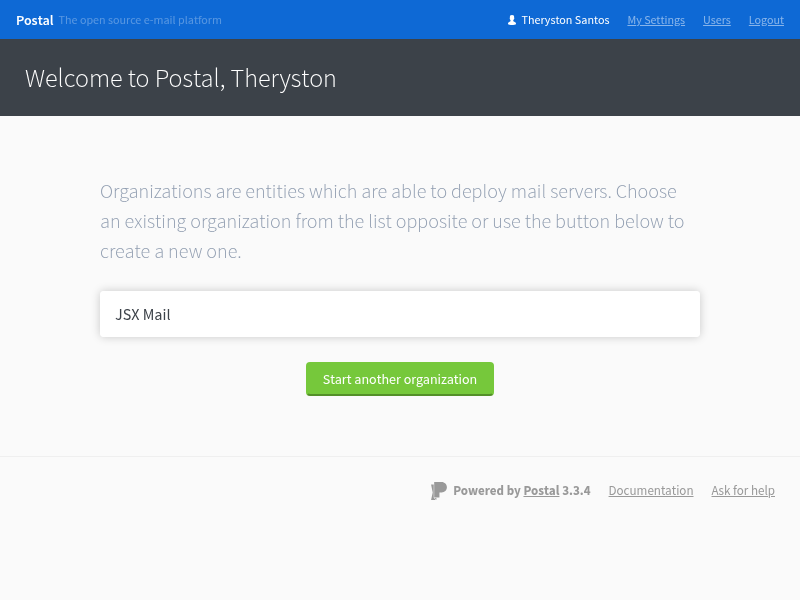 Postal The open source e-mail platform Theryston Santos My Settings Users Logout
Welcome to Postal, Theryston
Organizations are entities which are able to deploy mail servers. Choose
an existing organization from the list opposite or use the button below to
create a new one.
JSX Mail
Start another organization
Powered by Postal 3.3.4 Documentation Ask for help